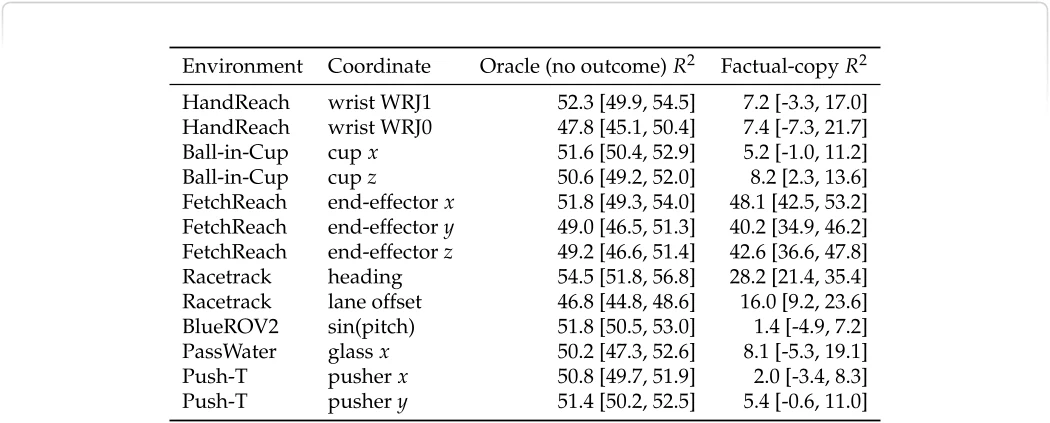 Environment Coordinate Oracle (no outcome) R² Factual-copy R²
HandReach wrist WRJ1 52.3 [49.9, 54.5] 7.2 [-3.3, 17.0]
HandReach wrist WRJ0 47.8 [45.1, 50.4] 7.4 [-7.3, 21.7]
Ball-in-Cup cup x 51.6 [50.4, 52.9] 5.2 [-1.0, 11.2]
Ball-in-Cup cup z 50.6 [49.2, 52.0] 8.2 [2.3, 13.6]
FetchReach end-effector x 51.8 [49.3, 54.0] 48.1 [42.5, 53.2]
FetchReach end-effector y 49.0 [46.5, 51.3] 40.2 [34.9, 46.2]
FetchReach end-effector z 49.2 [46.6, 51.4] 42.6 [36.6, 47.8]
Racetrack heading 54.5 [51.8, 56.8] 28.2 [21.4, 35.4]
Racetrack lane offset 46.8 [44.8, 48.6] 16.0 [9.2, 23.6]
BlueROV2 sin(pitch) 51.8 [50.5, 53.0] 1.4 [-4.9, 7.2]
PassWater glass x 50.2 [47.3, 52.6] 8.1 [-5.3, 19.1]
Push-T pusher x 50.8 [49.7, 51.9] 2.0 [-3.4, 8.3]
Push-T pusher y 51.4 [50.2, 52.5] 5.4 [-0.6, 11.0]